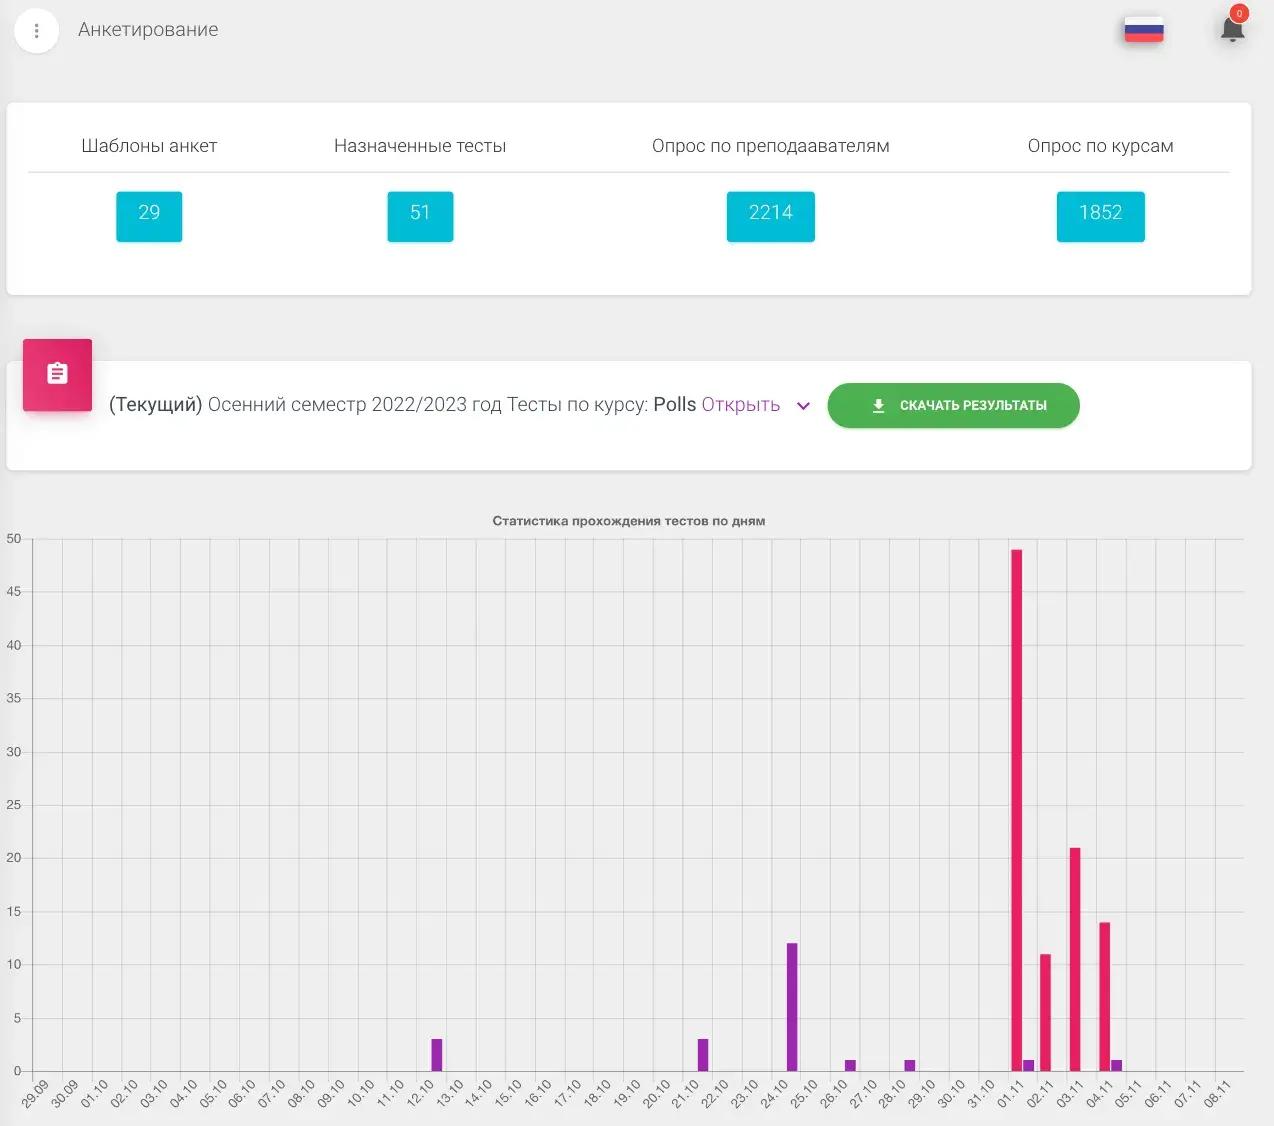 Анкетирование
0
Шаблоны анкет Назначенные тесты Опрос по преподаавателям Опрос по курсам
29 51 2214 1852
(Текущий) Осенний семестр 2022/2023 год Тесты по курсу: Polls Открыть СКАЧАТЬ РЕЗУЛЬТАТЫ
Статистика прохождения тестов по дням
50
45
40
35
30
25
20
15
10
5
0
29.09 30.09 01.10 02.10 03.10 04.10 05.10 06.10 07.10 08.10 09.10 10.10 11.10 12.10 13.10 14.10 15.10 16.10 17.10 18.10 19.10 20.10 21.10 22.10 23.10 24.10 25.10 26.10 27.10 28.10 29.10 30.10 31.10 01.11 02.11 03.11 04.11 05.11 06.11 07.11 08.11